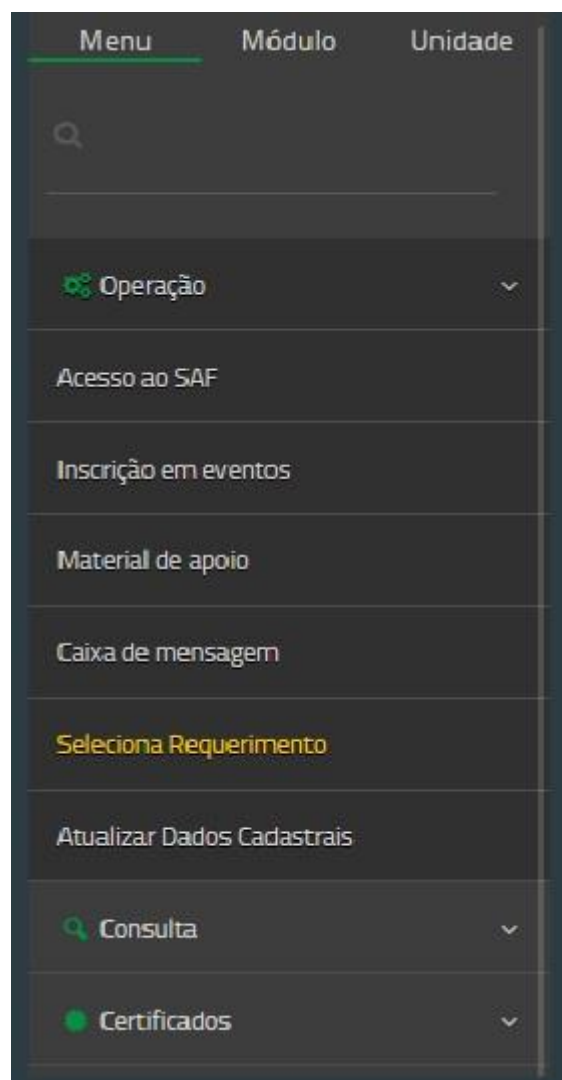 Menu Módulo Unidade
Operação
Acesso ao SAF
Inscrição em eventos
Material de apoio
Caixa de mensagem
Seleciona Requerimento
Atualizar Dados Cadastrais
Consulta
Certificados